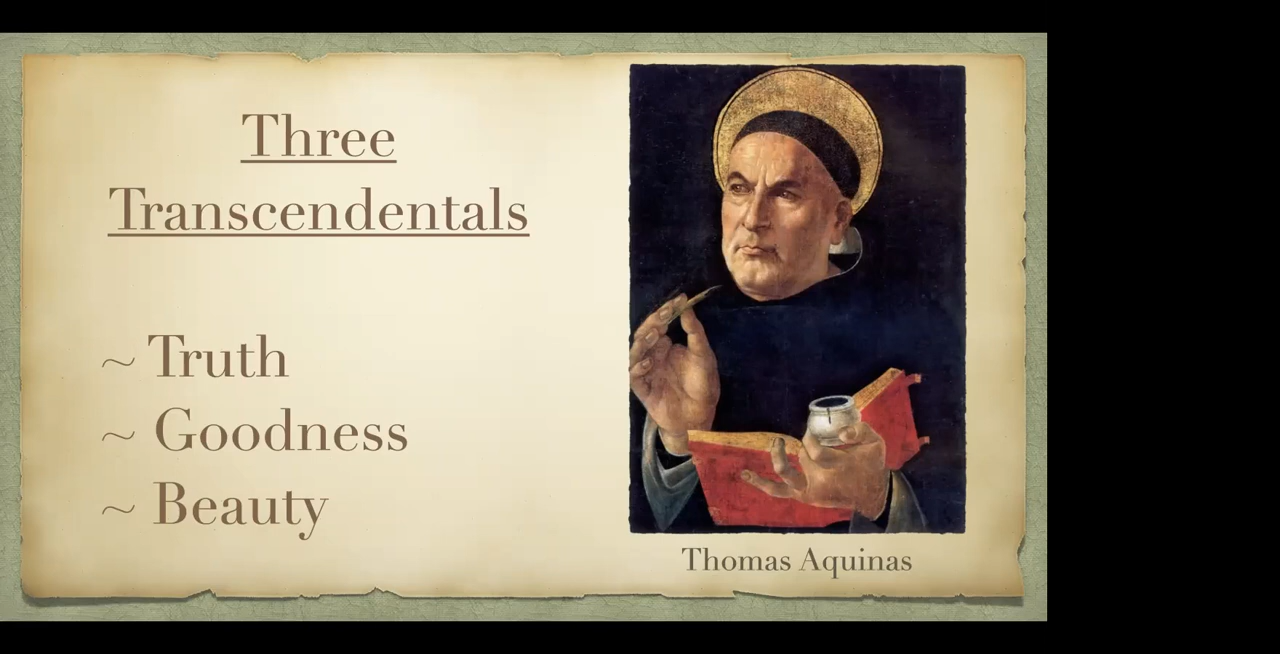 Three
Transcendentals
~ Truth
~ Goodness
~ Beauty
Thomas Aquinas